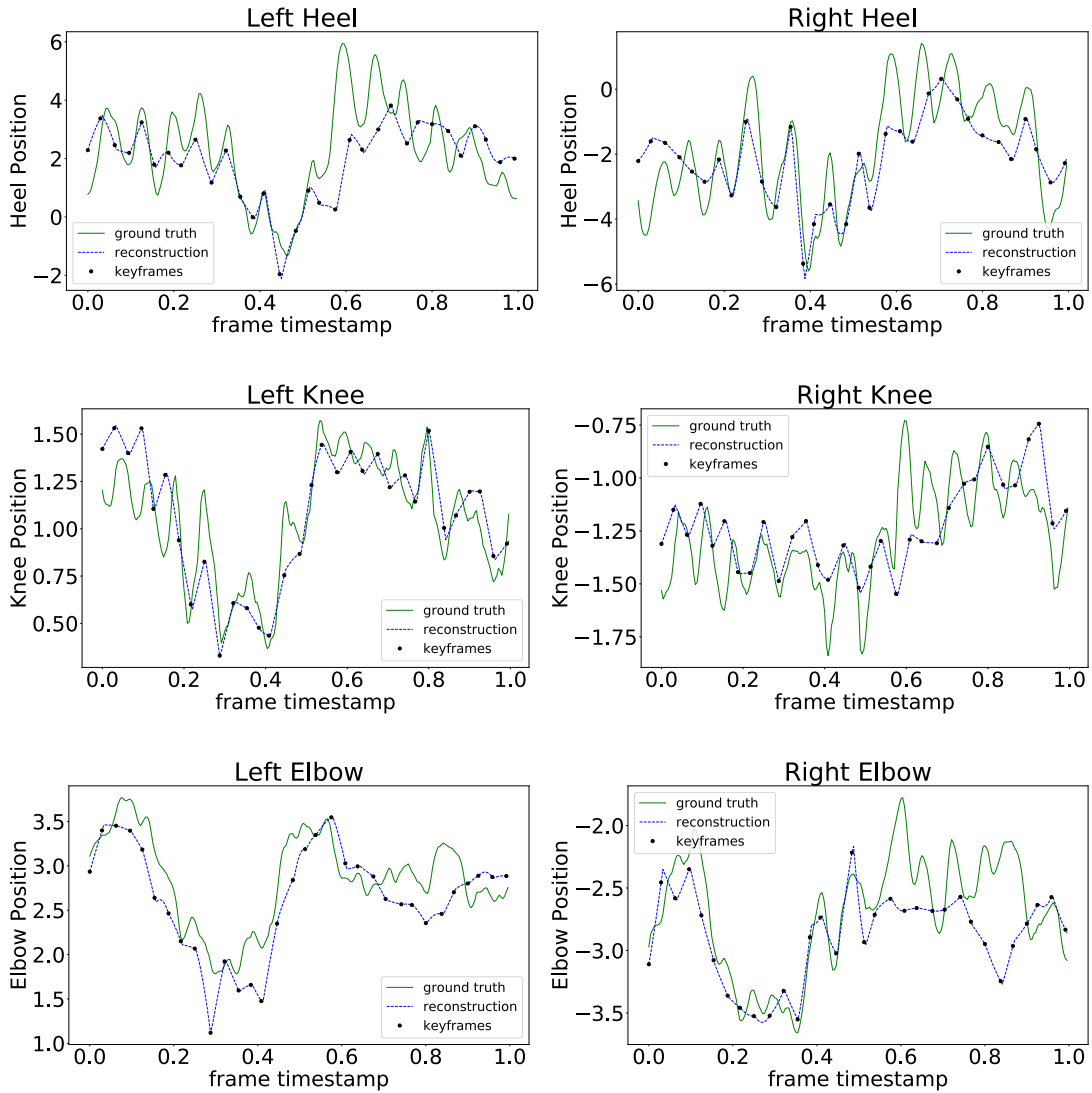 Left Heel
Heel Position
6
4
2
0
−2
ground truth
reconstruction
keyframes
0.0 0.2 0.4 0.6 0.8 1.0
frame timestamp
Right Heel
Heel Position
0
−2
−4
−6
ground truth
reconstruction
keyframes
0.0 0.2 0.4 0.6 0.8 1.0
frame timestamp
Left Knee
Knee Position
1.50
1.25
1.00
0.75
0.50
ground truth
reconstruction
keyframes
0.0 0.2 0.4 0.6 0.8 1.0
frame timestamp
Right Knee
Knee Position
−0.75
−1.00
−1.25
−1.50
−1.75
ground truth
reconstruction
keyframes
0.0 0.2 0.4 0.6 0.8 1.0
frame timestamp
Left Elbow
Elbow Position
3.5
3.0
2.5
2.0
1.5
1.0
ground truth
reconstruction
keyframes
0.0 0.2 0.4 0.6 0.8 1.0
frame timestamp
Right Elbow
Elbow Position
−2.0
−2.5
−3.0
−3.5
ground truth
reconstruction
keyframes
0.0 0.2 0.4 0.6 0.8 1.0
frame timestamp